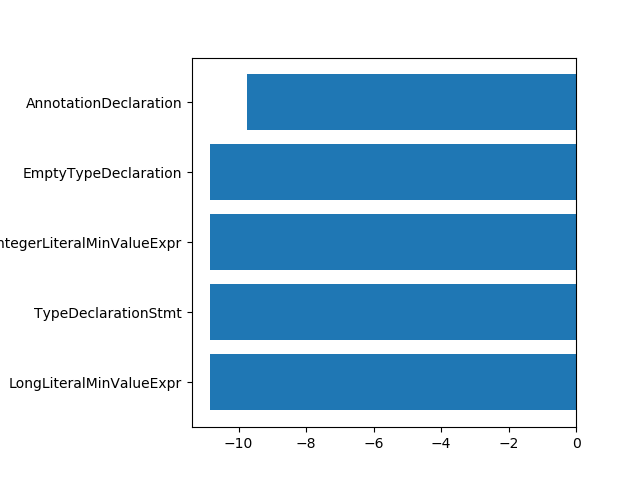 AnnotationDeclaration
EmptyTypeDeclaration
ntegerLiteralMinValueExpr
TypeDeclarationStmt
LongLiteralMinValueExpr
−10 −8 −6 −4 −2 0